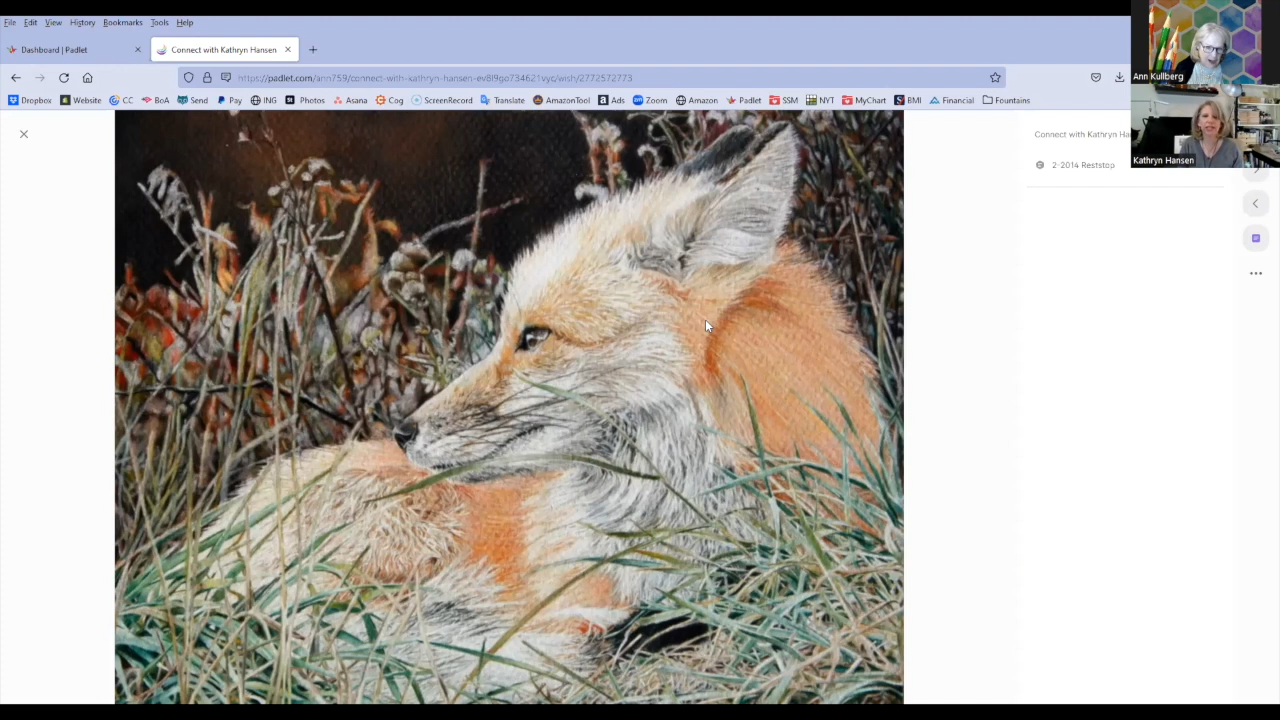 File Edit View History Bookmarks Tools Help
Dashboard | Padlet
Connect with Kathryn Hansen
https://padlet.com/ann759/connect-with-kathryn-hansen-ev8l9go734621vyc/wish/2772572773
Dropbox Website CC BoA Send Pay ING Photos Asana Cog ScreenRecord Translate AmazonTool Ads Zoom Amazon Padlet SSM NYT MyChart BMI Financial Fountains
Ann Kullberg
Kathryn Hansen
Connect with Kathryn Ha
2-2014 Reststop